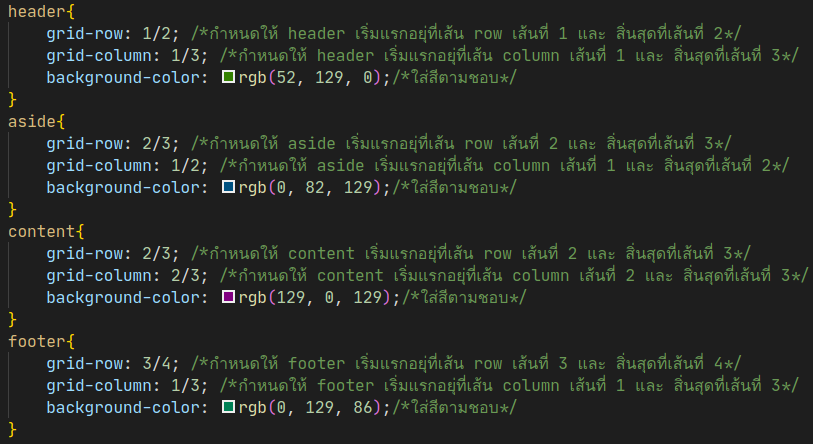 header{
    grid-row: 1/2; /*กำหนดให้ header เริ่มแรกอยู่ที่เส้น row เส้นที่ 1 และ สิ่นสุดที่เส้นที่ 2*/
    grid-column: 1/3; /*กำหนดให้ header เริ่มแรกอยู่ที่เส้น column เส้นที่ 1 และ สิ่นสุดที่เส้นที่ 3*/
    background-color: rgb(52, 129, 0);/*ใส่สีตามชอบ*/
}
aside{
    grid-row: 2/3; /*กำหนดให้ aside เริ่มแรกอยู่ที่เส้น row เส้นที่ 2 และ สิ่นสุดที่เส้นที่ 3*/
    grid-column: 1/2; /*กำหนดให้ aside เริ่มแรกอยู่ที่เส้น column เส้นที่ 1 และ สิ่นสุดที่เส้นที่ 2*/
    background-color: rgb(0, 82, 129);/*ใส่สีตามชอบ*/
}
content{
    grid-row: 2/3; /*กำหนดให้ content เริ่มแรกอยู่ที่เส้น row เส้นที่ 2 และ สิ่นสุดที่เส้นที่ 3*/
    grid-column: 2/3; /*กำหนดให้ content เริ่มแรกอยู่ที่เส้น column เส้นที่ 2 และ สิ่นสุดที่เส้นที่ 3*/
    background-color: rgb(129, 0, 129);/*ใส่สีตามชอบ*/
}
footer{
    grid-row: 3/4; /*กำหนดให้ footer เริ่มแรกอยู่ที่เส้น row เส้นที่ 3 และ สิ่นสุดที่เส้นที่ 4*/
    grid-column: 1/3; /*กำหนดให้ footer เริ่มแรกอยู่ที่เส้น column เส้นที่ 1 และ สิ่นสุดที่เส้นที่ 3*/
    background-color: rgb(0, 129, 86);/*ใส่สีตามชอบ*/
}